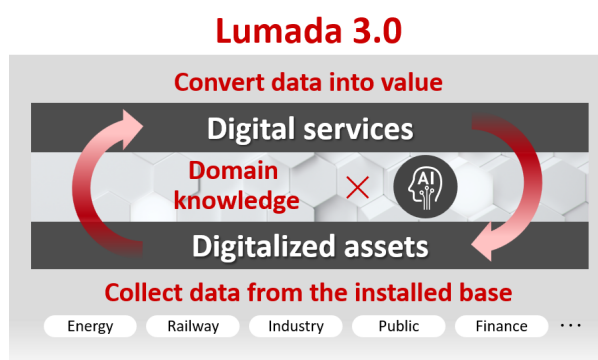 Lumada 3.0
Convert data into value
Digital services
Domain
knowledge
×
AI
Digitalized assets
Collect data from the installed base
Energy Railway Industry Public Finance ···